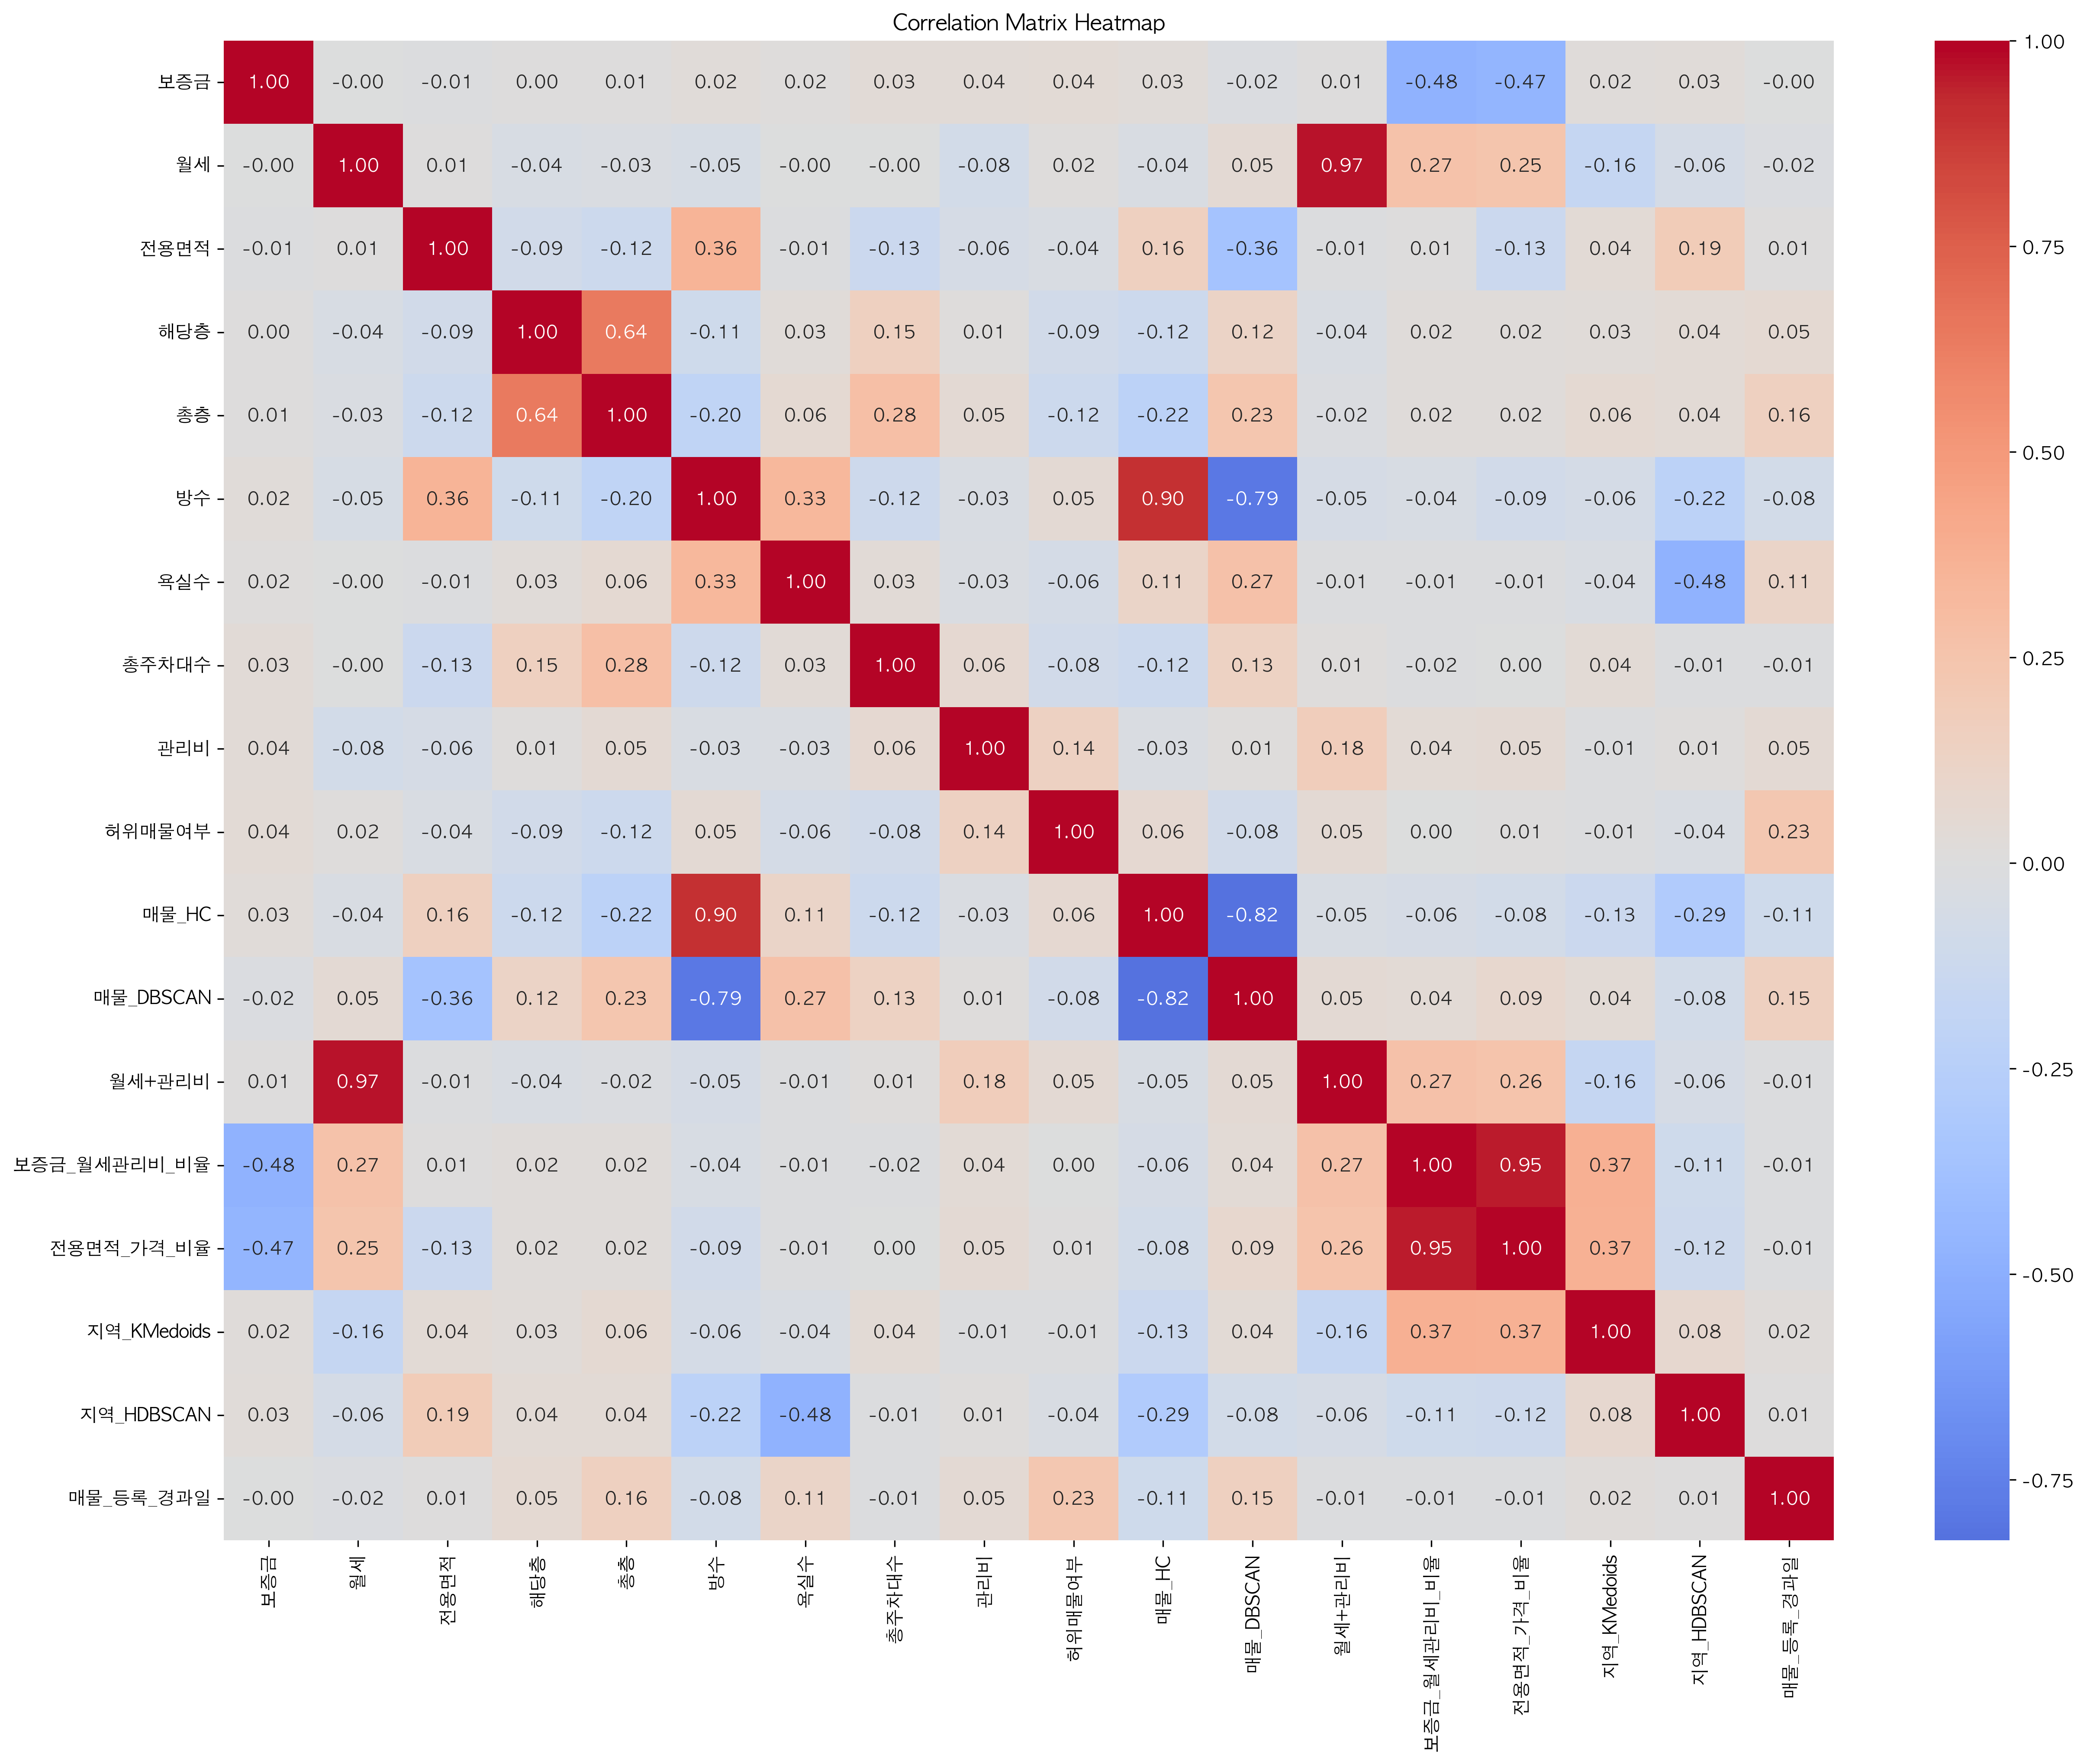 Correlation Matrix Heatmap
보증금 1.00 -0.00 -0.01 0.00 0.01 0.02 0.02 0.03 0.04 0.04 0.03 -0.02 0.01 -0.48 -0.47 0.02 0.03 -0.00
월세 -0.00 1.00 0.01 -0.04 -0.03 -0.05 -0.00 -0.00 -0.08 0.02 -0.04 0.05 0.97 0.27 0.25 -0.16 -0.06 -0.02
전용면적 -0.01 0.01 1.00 -0.09 -0.12 0.36 -0.01 -0.13 -0.06 -0.04 0.16 -0.36 -0.01 0.01 -0.13 0.04 0.19 0.01
해당층 0.00 -0.04 -0.09 1.00 0.64 -0.11 0.03 0.15 0.01 -0.09 -0.12 0.12 -0.04 0.02 0.02 0.03 0.04 0.05
총층 0.01 -0.03 -0.12 0.64 1.00 -0.20 0.06 0.28 0.05 -0.12 -0.22 0.23 -0.02 0.02 0.02 0.06 0.04 0.16
방수 0.02 -0.05 0.36 -0.11 -0.20 1.00 0.33 -0.12 -0.03 0.05 0.90 -0.79 -0.05 -0.04 -0.09 -0.06 -0.22 -0.08
욕실수 0.02 -0.00 -0.01 0.03 0.06 0.33 1.00 0.03 -0.03 -0.06 0.11 0.27 -0.01 -0.01 -0.01 -0.04 -0.48 0.11
총주차대수 0.03 -0.00 -0.13 0.15 0.28 -0.12 0.03 1.00 0.06 -0.08 -0.12 0.13 0.01 -0.02 0.00 0.04 -0.01 -0.01
관리비 0.04 -0.08 -0.06 0.01 0.05 -0.03 -0.03 0.06 1.00 0.14 -0.03 0.01 0.18 0.04 0.05 -0.01 0.01 0.05
허위매물여부 0.04 0.02 -0.04 -0.09 -0.12 0.05 -0.06 -0.08 0.14 1.00 0.06 -0.08 0.05 0.00 0.01 -0.01 -0.04 0.23
매물_HC 0.03 -0.04 0.16 -0.12 -0.22 0.90 0.11 -0.12 -0.03 0.06 1.00 -0.82 -0.05 -0.06 -0.08 -0.13 -0.29 -0.11
매물_DBSCAN -0.02 0.05 -0.36 0.12 0.23 -0.79 0.27 0.13 0.01 -0.08 -0.82 1.00 0.05 0.04 0.09 0.04 -0.08 0.15
월세+관리비 0.01 0.97 -0.01 -0.04 -0.02 -0.05 -0.01 0.01 0.18 0.05 -0.05 0.05 1.00 0.27 0.26 -0.16 -0.06 -0.01
보증금_월세관리비_비율 -0.48 0.27 0.01 0.02 0.02 -0.04 -0.01 -0.02 0.04 0.00 -0.06 0.04 0.27 1.00 0.95 0.37 -0.11 -0.01
전용면적_가격_비율 -0.47 0.25 -0.13 0.02 0.02 -0.09 -0.01 0.00 0.05 0.01 -0.08 0.09 0.26 0.95 1.00 0.37 -0.12 -0.01
지역_KMedoids 0.02 -0.16 0.04 0.03 0.06 -0.06 -0.04 0.04 -0.01 -0.01 -0.13 0.04 -0.16 0.37 0.37 1.00 0.08 0.02
지역_HDBSCAN 0.03 -0.06 0.19 0.04 0.04 -0.22 -0.48 -0.01 0.01 -0.04 -0.29 -0.08 -0.06 -0.11 -0.12 0.08 1.00 0.01
매물_등록_경과일 -0.00 -0.02 0.01 0.05 0.16 -0.08 0.11 -0.01 0.05 0.23 -0.11 0.15 -0.01 -0.01 -0.01 0.02 0.01 1.00
보증금
월세
전용면적
해당층
총층
방수
욕실수
총주차대수
관리비
허위매물여부
매물_HC
매물_DBSCAN
월세+관리비
보증금_월세관리비_비율
전용면적_가격_비율
지역_KMedoids
지역_HDBSCAN
매물_등록_경과일
1.00
0.75
0.50
0.25
0.00
-0.25
-0.50
-0.75